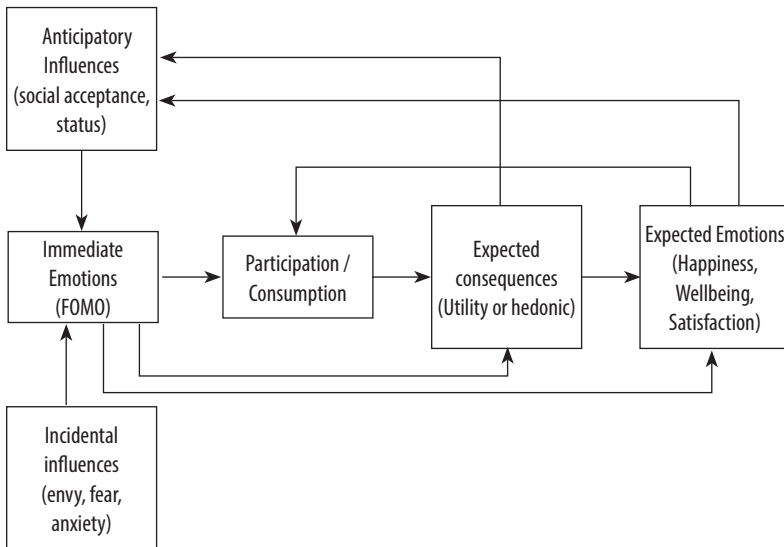 Anticipatory
Influences
(social acceptance,
status)
Immediate
Emotions
(FOMO)
Participation /
Consumption
Expected
consequences
(Utility or hedonic)
Expected Emotions
(Happiness,
Wellbeing,
Satisfaction)
Incidental
influences
(envy, fear,
anxiety)